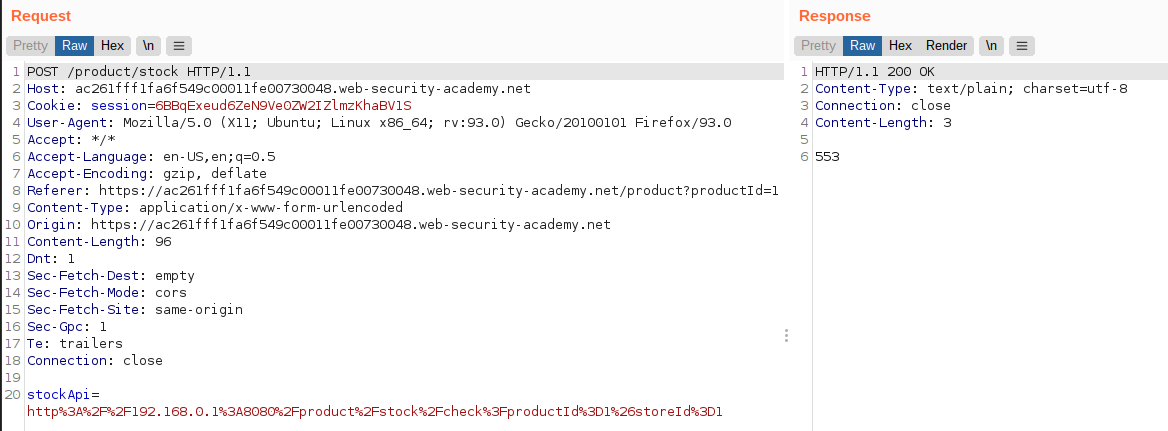 Request
Pretty Raw Hex \n
1 POST /product/stock HTTP/1.1
2 Host: ac261fff1fa6f549c00011fe00730048.web-security-academy.net
3 Cookie: session=6BBqExeud6ZeN9Ve0ZW2IZlmzKhaBV1S
4 User-Agent: Mozilla/5.0 (X11; Ubuntu; Linux x86_64; rv:93.0) Gecko/20100101 Firefox/93.0
5 Accept: */*
6 Accept-Language: en-US,en;q=0.5
7 Accept-Encoding: gzip, deflate
8 Referer: https://ac261fff1fa6f549c00011fe00730048.web-security-academy.net/product?productId=1
9 Content-Type: application/x-www-form-urlencoded
10 Origin: https://ac261fff1fa6f549c00011fe00730048.web-security-academy.net
11 Content-Length: 96
12 Dnt: 1
13 Sec-Fetch-Dest: empty
14 Sec-Fetch-Mode: cors
15 Sec-Fetch-Site: same-origin
16 Sec-Gpc: 1
17 Te: trailers
18 Connection: close
19
20 stockApi=
http%3A%2F%2F192.168.0.1%3A8080%2Fproduct%2Fstock%2Fcheck%3FproductId%3D1%26storeId%3D1
Response
Pretty Raw Hex Render \n
1 HTTP/1.1 200 OK
2 Content-Type: text/plain; charset=utf-8
3 Connection: close
4 Content-Length: 3
5
6 553